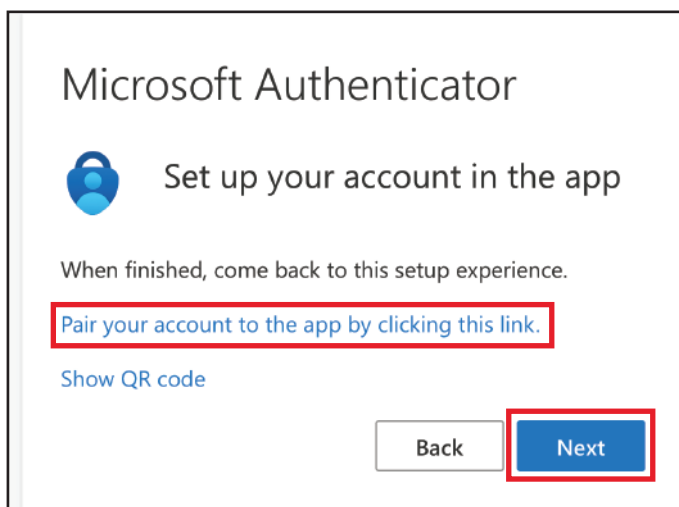 Microsoft Authenticator
Set up your account in the app
When finished, come back to this setup experience.
Pair your account to the app by clicking this link.
Show QR code
Back Next